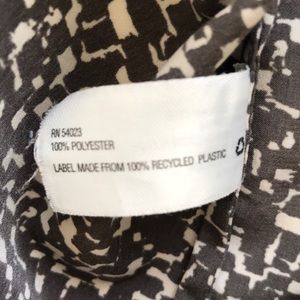 RN 54023
100% POLYESTER
LABEL MADE FROM 100% RECYCLED PLASTIC